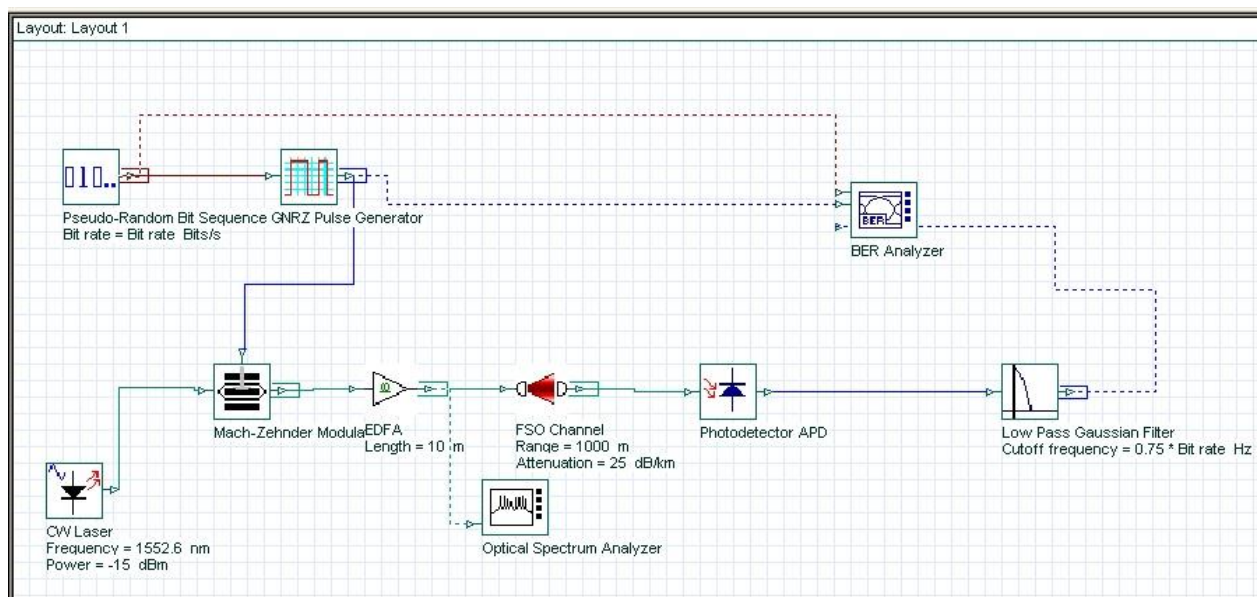 Layout: Layout 1
010..
Pseudo-Random Bit Sequence GNRZ Pulse Generator
Bit rate = Bit rate Bits/s
BER
BER Analyzer
Mach-Zehnder Modula
EDFA
Length = 10 m
FSO Channel
Range = 1000 m
Attenuation = 25 dB/km
Photodetector APD
Low Pass Gaussian Filter
Cutoff frequency = 0.75 * Bit rate Hz
CW Laser
Frequency = 1552.6 nm
Power = -15 dBm
Optical Spectrum Analyzer